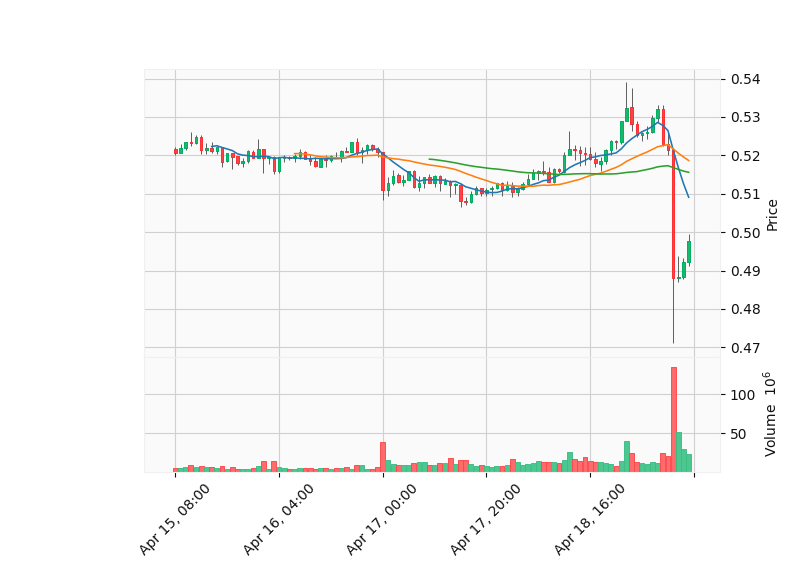 0.54
0.53
0.52
0.51
0.50
0.49
0.48
0.47
Price
100
50
Volume 10⁶
Apr 15, 08:00
Apr 16, 04:00
Apr 17, 00:00
Apr 17, 20:00
Apr 18, 16:00